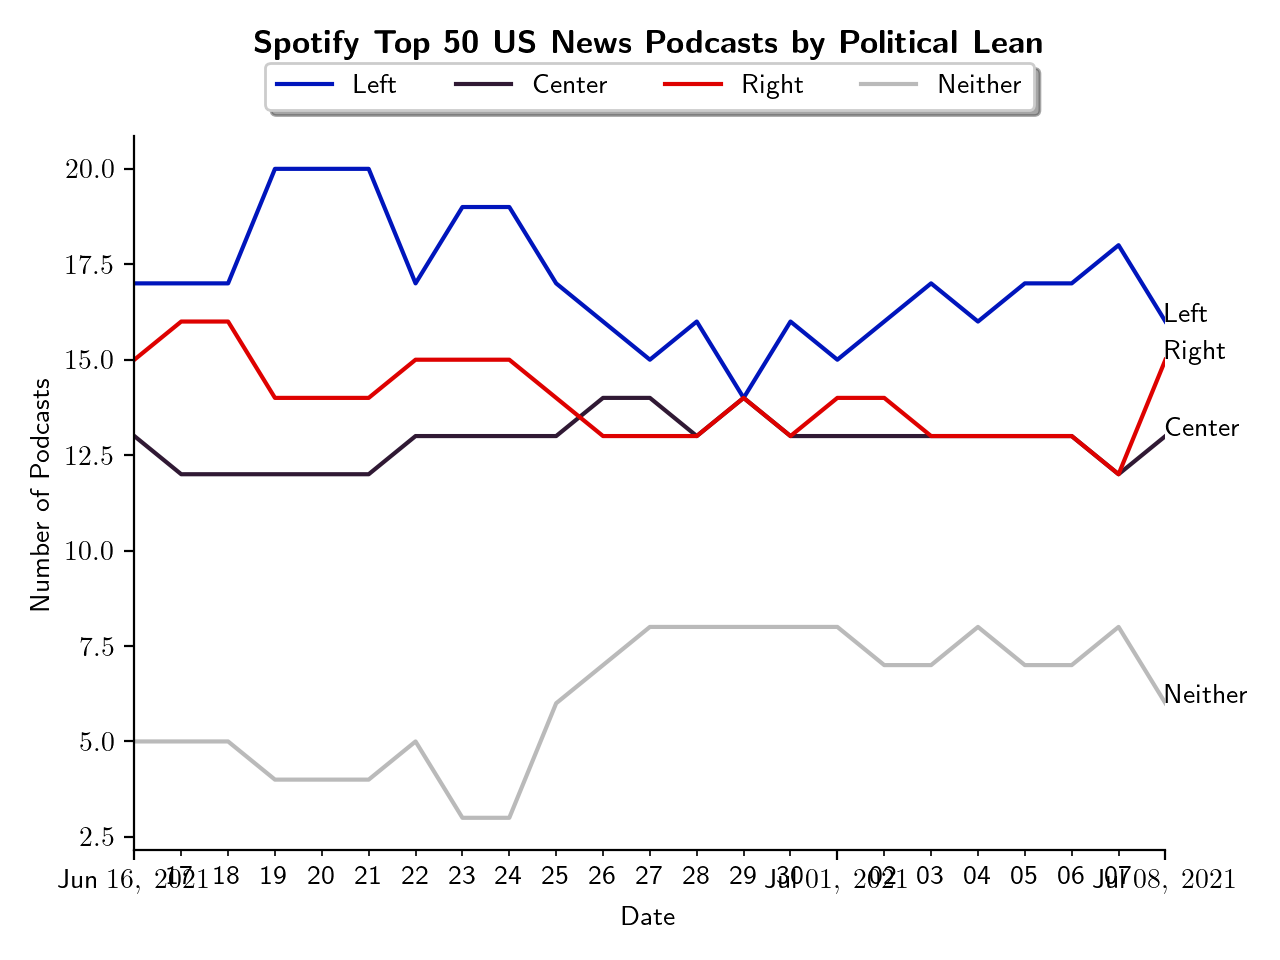 Spotify Top 50 US News Podcasts by Political Lean
Left Center Right Neither
20.0
17.5
15.0
12.5
10.0
7.5
5.0
2.5
Number of Podcasts
Left
Right
Center
Neither
Jun 16, 2021 17 18 19 20 21 22 23 24 25 26 27 28 29 30 Jul 01, 2021 02 03 04 05 06 07 Jul 08, 2021
Date